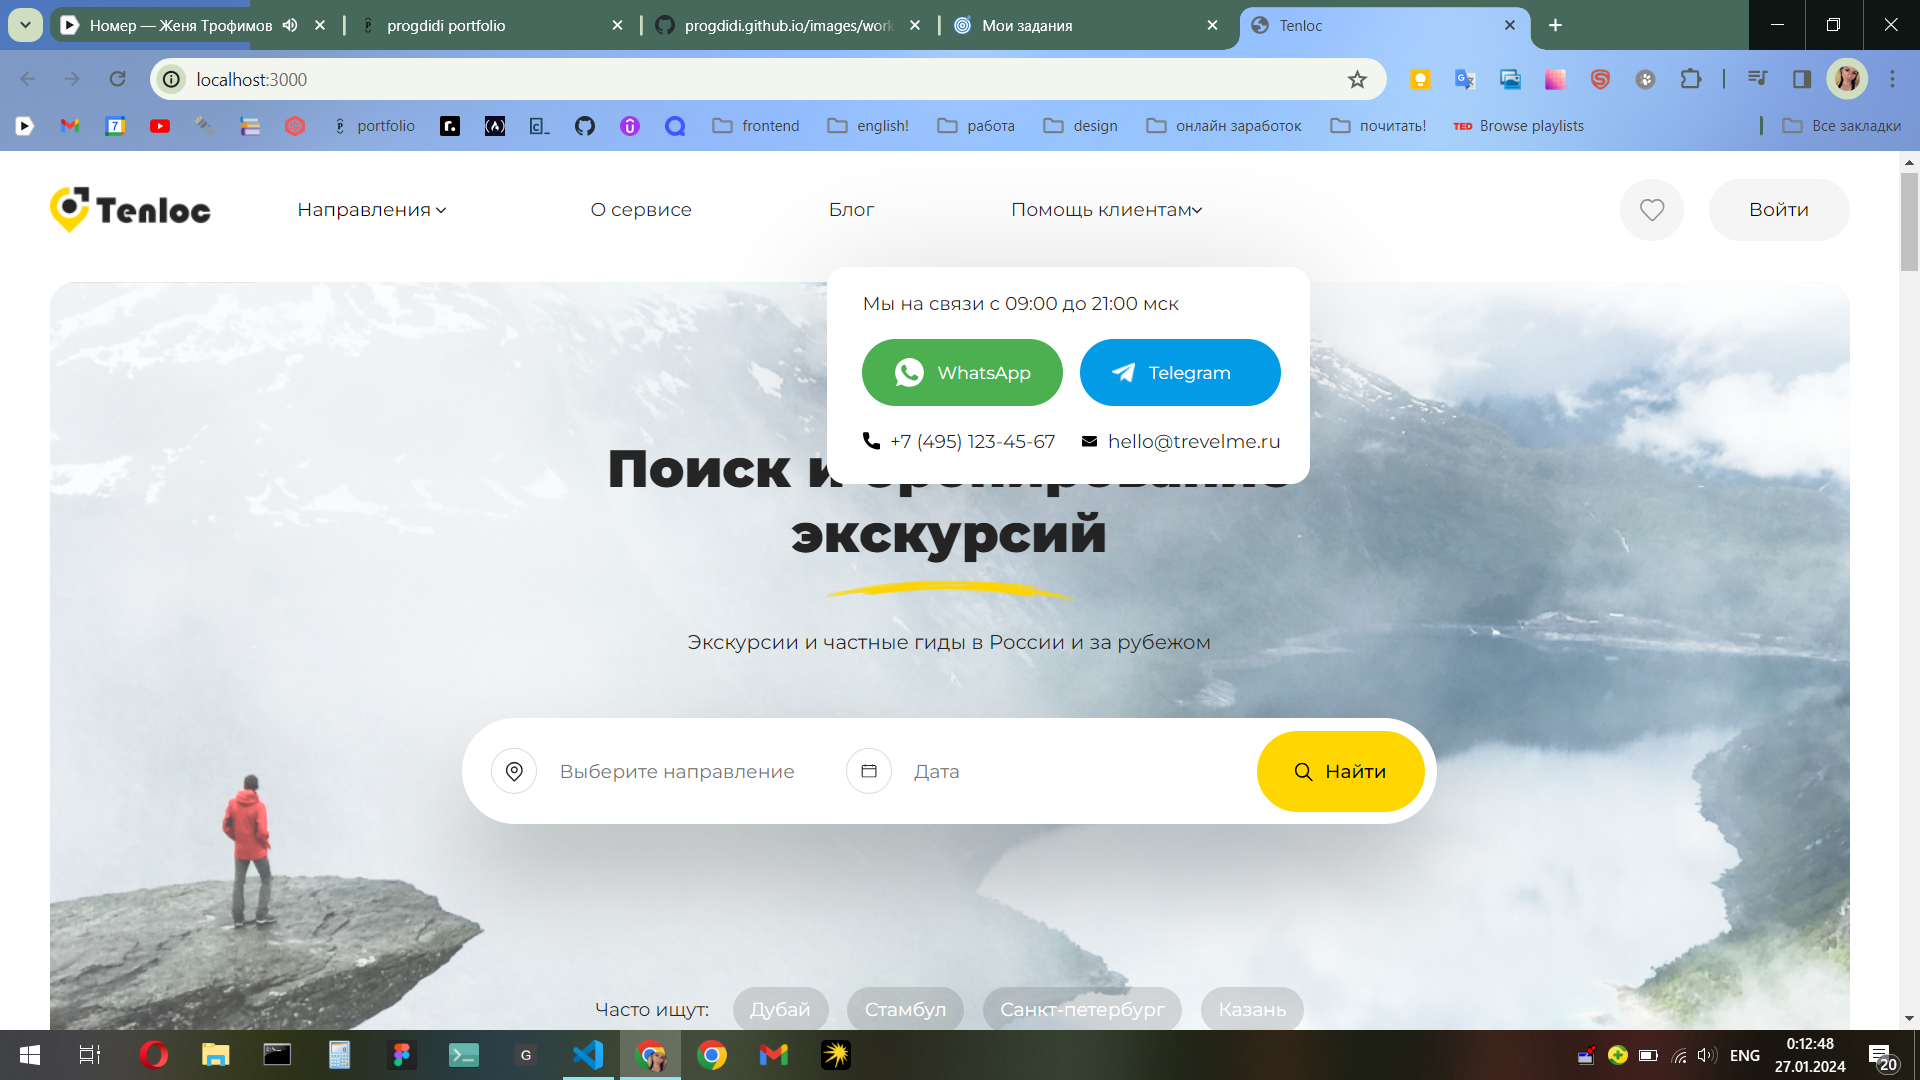 Номер — Женя Трофимов
progdidi portfolio
progdidi.github.io/images/work
Мои задания
Tenloc
localhost:3000
7
portfolio
frontend
english!
работа
design
онлайн заработок
почитать!
TED Browse playlists
Все закладки
Tenloc
Направления
О сервисе
Блог
Помощь клиентам
Войти
Мы на связи с 09:00 до 21:00 мск
WhatsApp
Telegram
+7 (495) 123-45-67
hello@trevelme.ru
Поиск и бронирование
экскурсий
Экскурсии и частные гиды в России и за рубежом
Выберите направление
Дата
Найти
Часто ищут:
Дубай
Стамбул
Санкт-петербург
Казань
G
ENG
0:12:48
27.01.2024
20